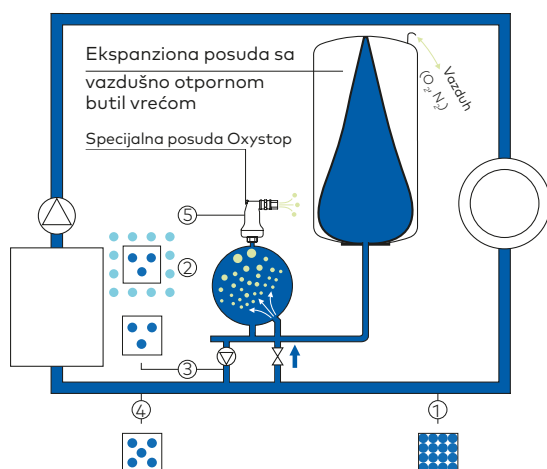 Ekspanziona posuda sa
vazdušno otpornom
butil vrećom
Vazduh
(O₂, N₂)
Specijalna posuda Oxystop
⑤
②
③
④
①